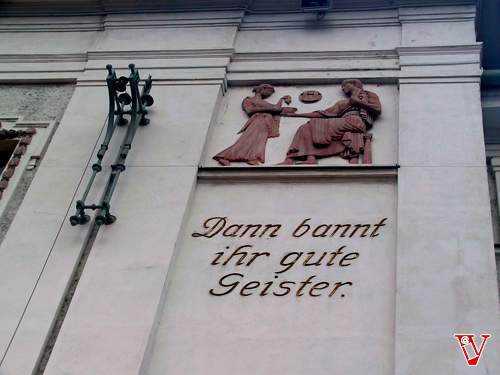 Dann bannt
ihr gute
Geister.
V